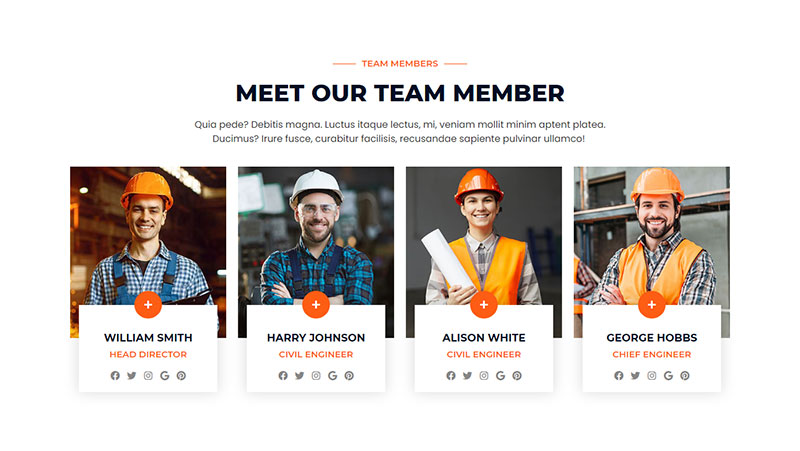 TEAM MEMBERS
MEET OUR TEAM MEMBER
Quia pede? Debitis magna. Luctus itaque lectus, mi, veniam mollit minim aptent platea.
Ducimus? Irure fusce, curabitur facilisis, recusandae sapiente pulvinar ullamco!
WILLIAM SMITH
HEAD DIRECTOR
HARRY JOHNSON
CIVIL ENGINEER
ALISON WHITE
CIVIL ENGINEER
GEORGE HOBBS
CHIEF ENGINEER